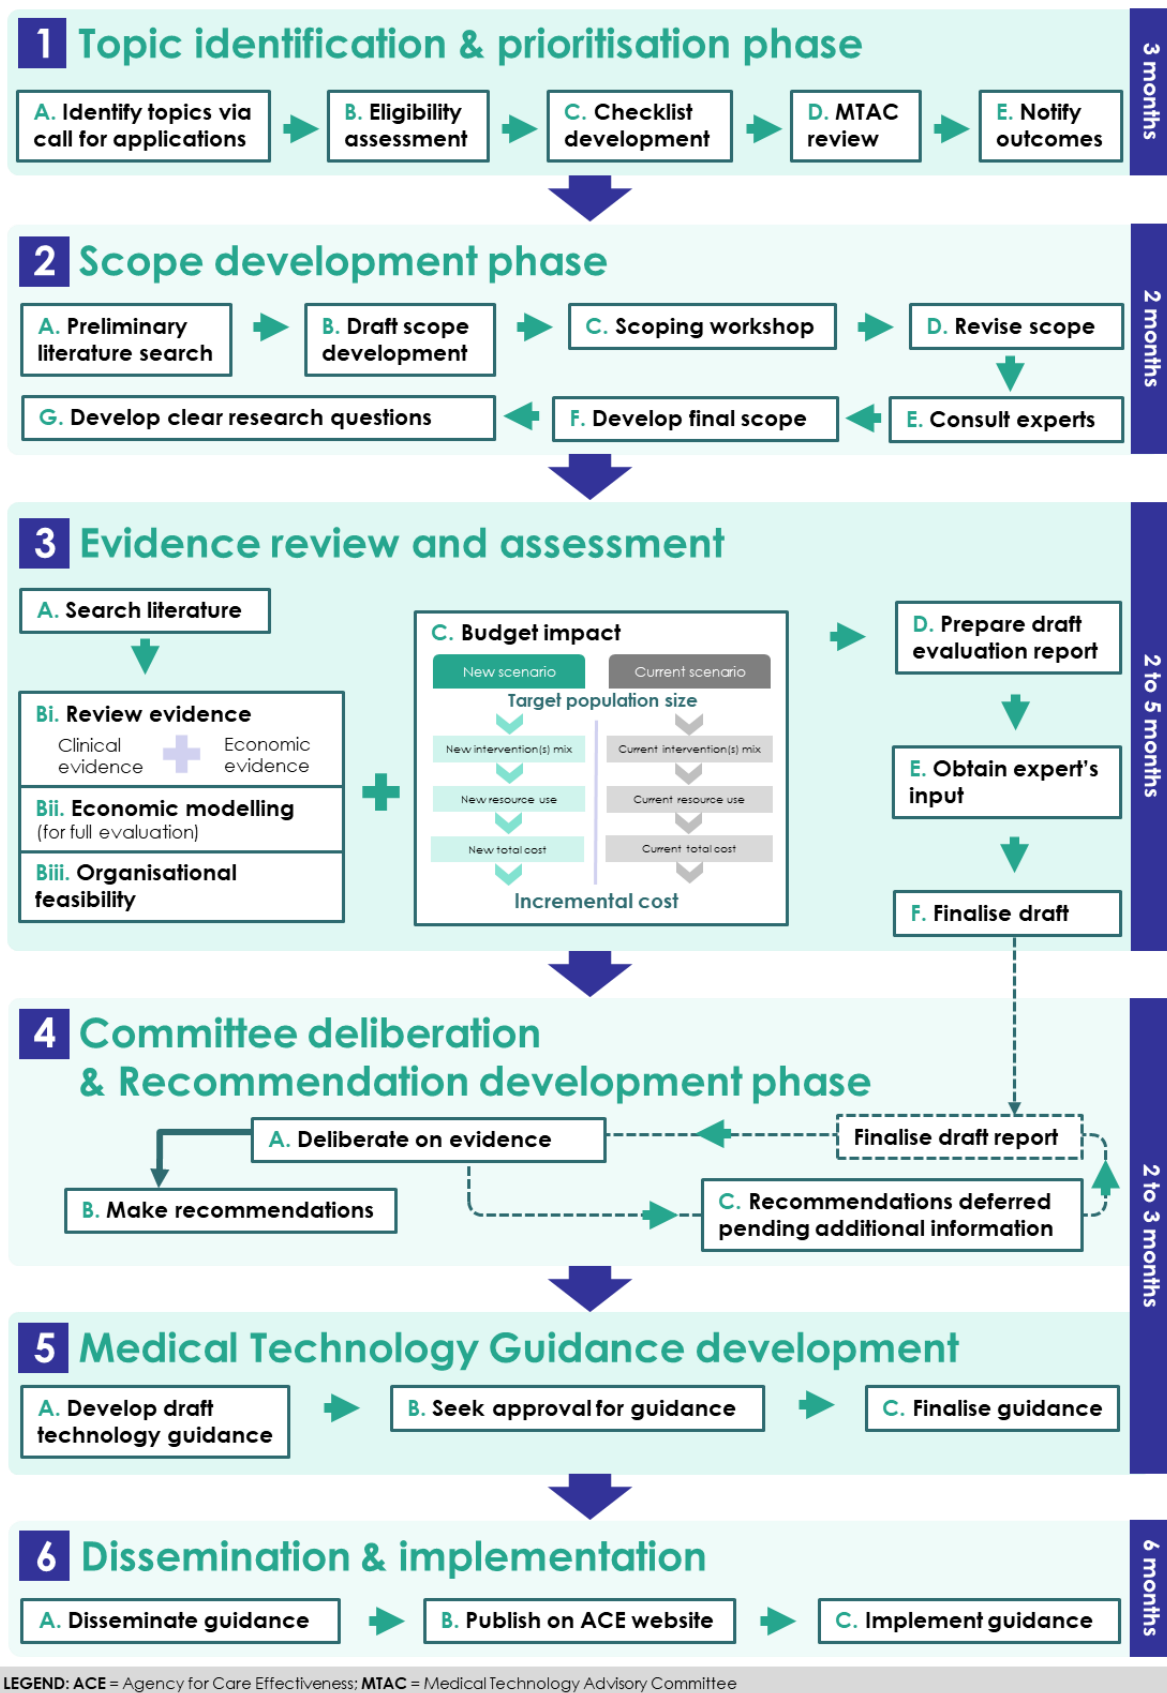 1 Topic identification & prioritisation phase
3 months
A. Identify topics via
call for applications
B. Eligibility
assessment
C. Checklist
development
D. MTAC
review
E. Notify
outcomes
2 Scope development phase
2 months
A. Preliminary
literature search
B. Draft scope
development
C. Scoping workshop
D. Revise scope
E. Consult experts
F. Develop final scope
G. Develop clear research questions
3 Evidence review and assessment
2 to 5 months
A. Search literature
Bi. Review evidence
Clinical
evidence
Economic
evidence
Bii. Economic modelling
(for full evaluation)
Biii. Organisational
feasibility
C. Budget impact
New scenario
Current scenario
Target population size
New intervention(s) mix
Current intervention(s) mix
New resource use
Current resource use
New total cost
Current total cost
Incremental cost
D. Prepare draft
evaluation report
E. Obtain expert's
input
F. Finalise draft
4 Committee deliberation
& Recommendation development phase
2 to 3 months
A. Deliberate on evidence
Finalise draft report
B. Make recommendations
C. Recommendations deferred
pending additional information
5 Medical Technology Guidance development
A. Develop draft
technology guidance
B. Seek approval for guidance
C. Finalise guidance
6 Dissemination & implementation
6 months
A. Disseminate guidance
B. Publish on ACE website
C. Implement guidance
LEGEND: ACE = Agency for Care Effectiveness; MTAC = Medical Technology Advisory Committee